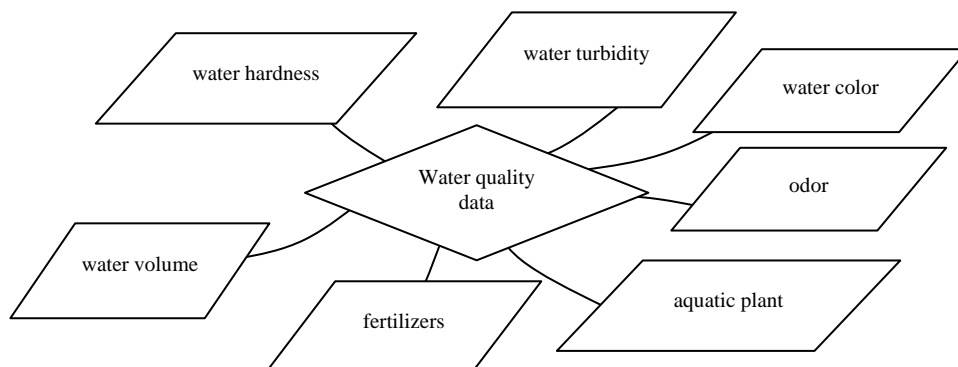 water hardness
water turbidity
water color
Water quality
data
odor
water volume
aquatic plant
fertilizers